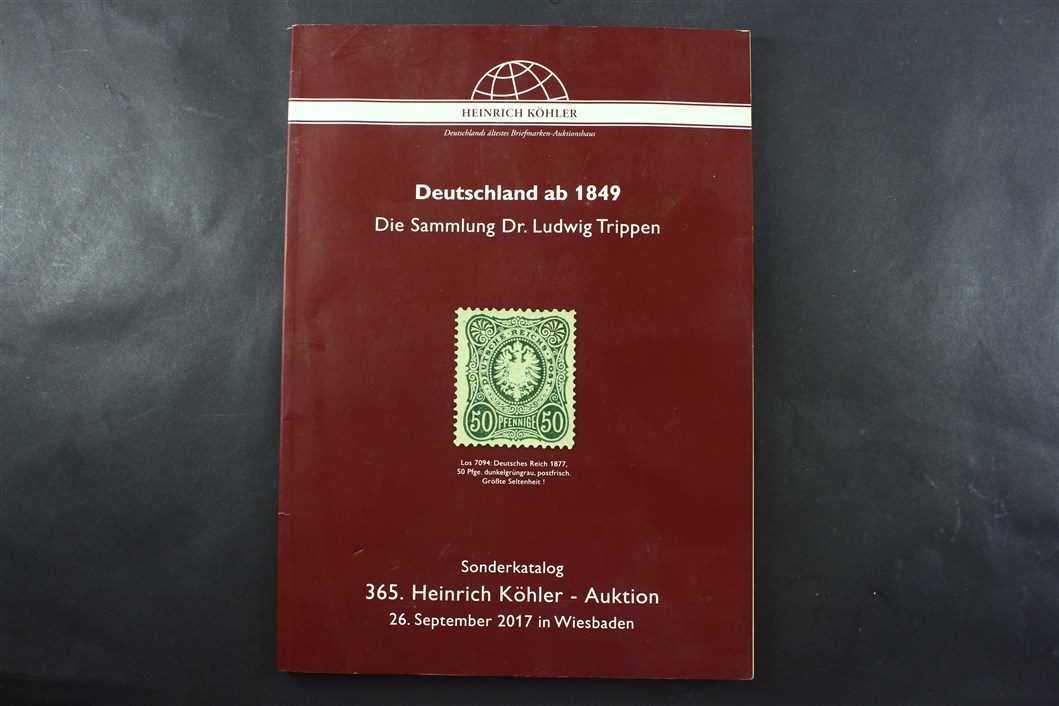 HEINRICH KÖHLER
Deutschlands ältestes Briefmarken-Auktionshaus
Deutschland ab 1849
Die Sammlung Dr. Ludwig Trippen
DEUTSCHE REICHS-POST
50 PFENNIGE 50
Los 7094: Deutsches Reich 1877,
50 Pfge. dunkelgrüngrau, postfrisch.
Größte Seltenheit !
Sonderkatalog
365. Heinrich Köhler - Auktion
26. September 2017 in Wiesbaden